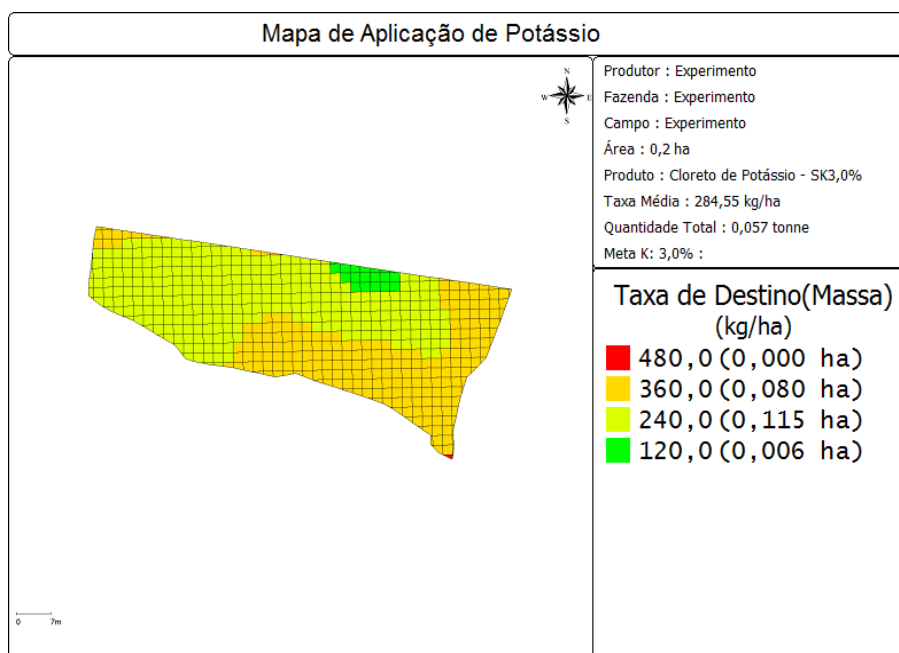 Mapa de Aplicação de Potássio
N
W E
S
Produtor : Experimento
Fazenda : Experimento
Campo : Experimento
Área : 0,2 ha
Produto : Cloreto de Potássio - SK3,0%
Taxa Média : 284,55 kg/ha
Quantidade Total : 0,057 tonne
Meta K: 3,0% :
Taxa de Destino(Massa)
(kg/ha)
480,0(0,000 ha)
360,0(0,080 ha)
240,0(0,115 ha)
120,0(0,006 ha)
0 7m